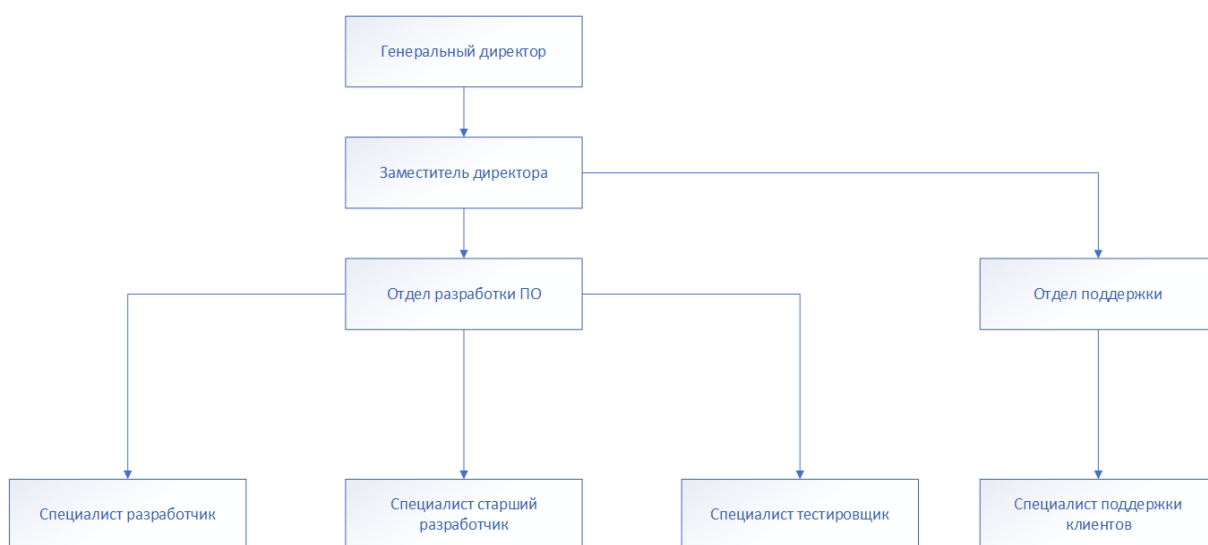 Генеральный директор
Заместитель директора
Отдел разработки ПО
Отдел поддержки
Специалист разработчик
Специалист старший
разработчик
Специалист тестировщик
Специалист поддержки
клиентов